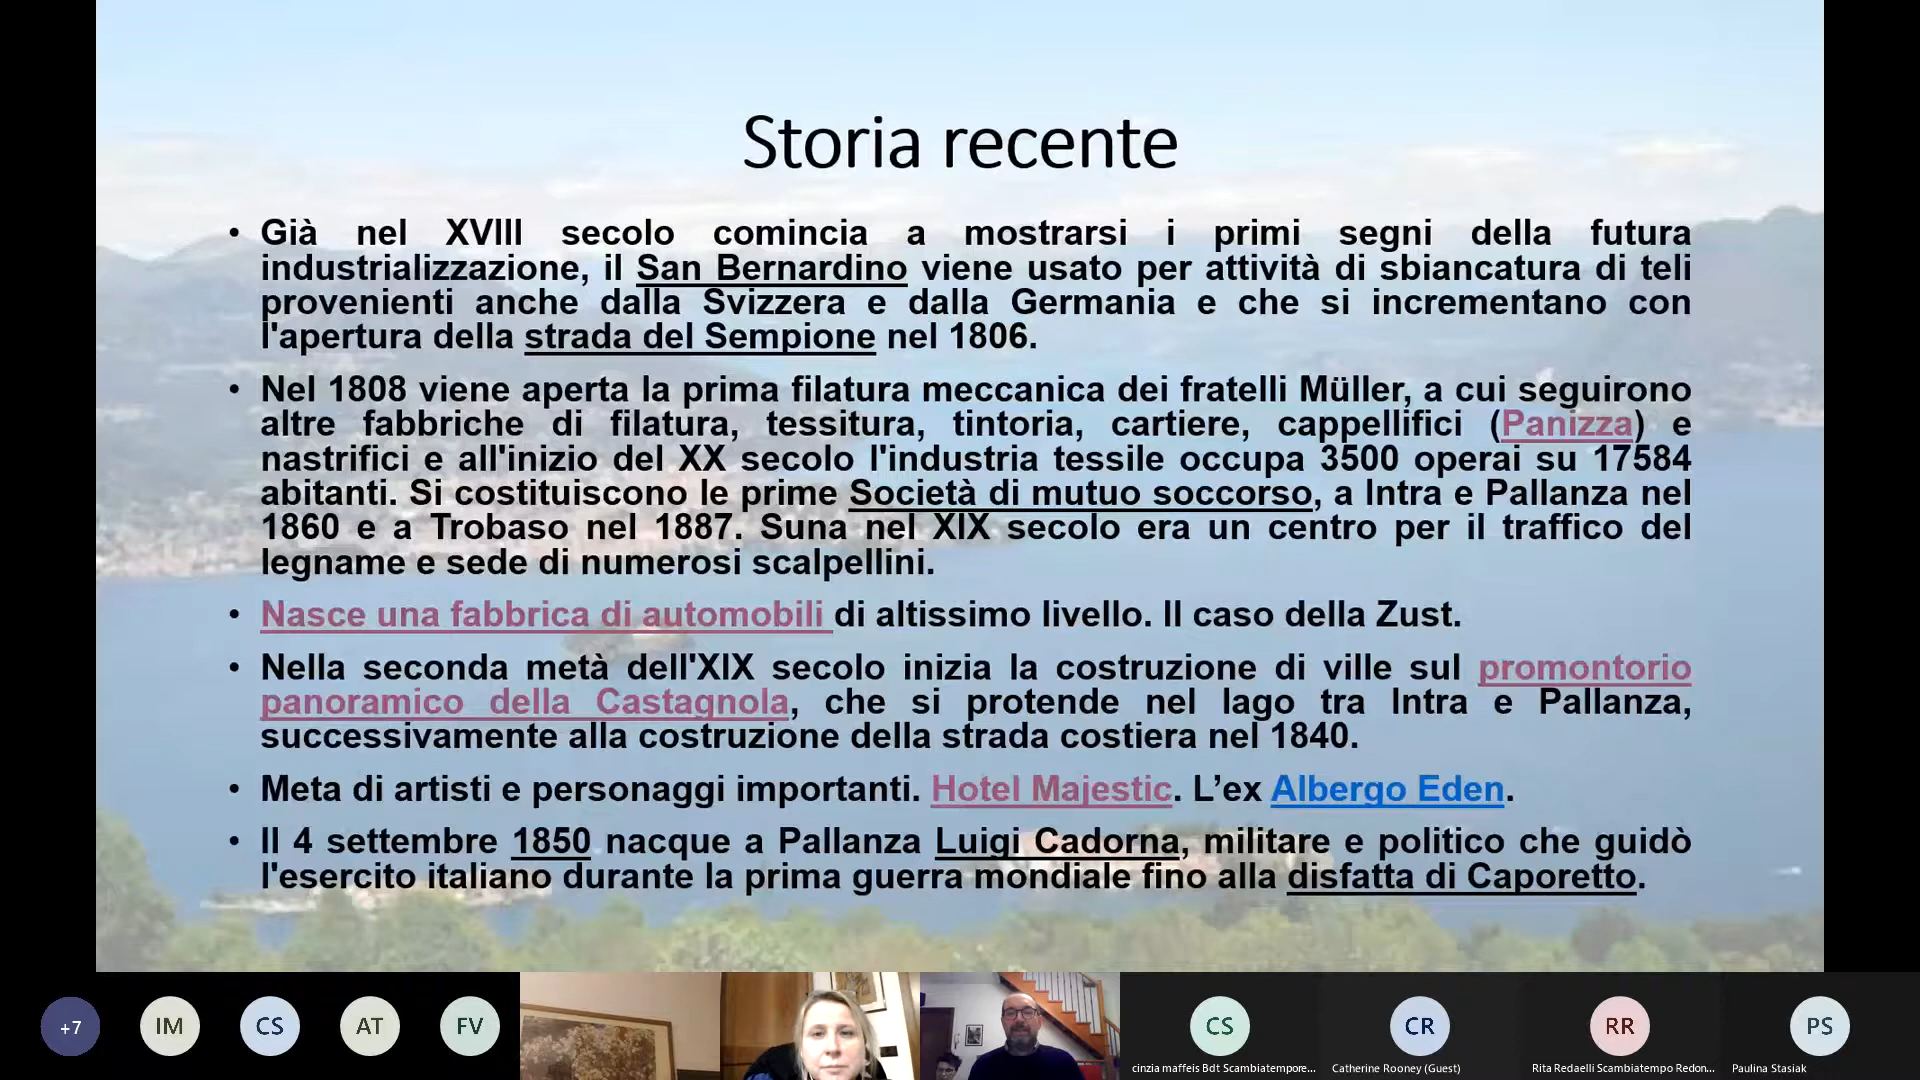 Storia recente
• Già nel XVIII secolo comincia a mostrarsi i primi segni della futura
industrializzazione, il San Bernardino viene usato per attività di sbiancatura di teli
provenienti anche dalla Svizzera e dalla Germania e che si incrementano con
l'apertura della strada del Sempione nel 1806.
• Nel 1808 viene aperta la prima filatura meccanica dei fratelli Müller, a cui seguirono
altre fabbriche di filatura, tessitura, tintoria, cartiere, cappellifici (Panizza) e
nastrifici e all'inizio del XX secolo l'industria tessile occupa 3500 operai su 17584
abitanti. Si costituiscono le prime Società di mutuo soccorso, a Intra e Pallanza nel
1860 e a Trobaso nel 1887. Suna nel XIX secolo era un centro per il traffico del
legname e sede di numerosi scalpellini.
• Nasce una fabbrica di automobili di altissimo livello. Il caso della Zust.
• Nella seconda metà dell'XIX secolo inizia la costruzione di ville sul promontorio
panoramico della Castagnola, che si protende nel lago tra Intra e Pallanza,
successivamente alla costruzione della strada costiera nel 1840.
• Meta di artisti e personaggi importanti. Hotel Majestic. L’ex Albergo Eden.
• Il 4 settembre 1850 nacque a Pallanza Luigi Cadorna, militare e politico che guidò
l'esercito italiano durante la prima guerra mondiale fino alla disfatta di Caporetto.
+7 IM CS AT FV CS CR RR PS
cinzia maffeis Bdt Scambiatempore... Catherine Rooney (Guest) Rita Redaelli Scambiatempo Redon... Paulina Stasiak